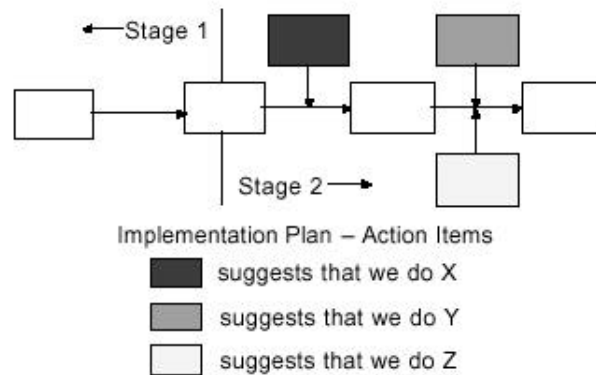 Stage 1
Stage 2
Implementation Plan – Action Items
suggests that we do X
suggests that we do Y
suggests that we do Z